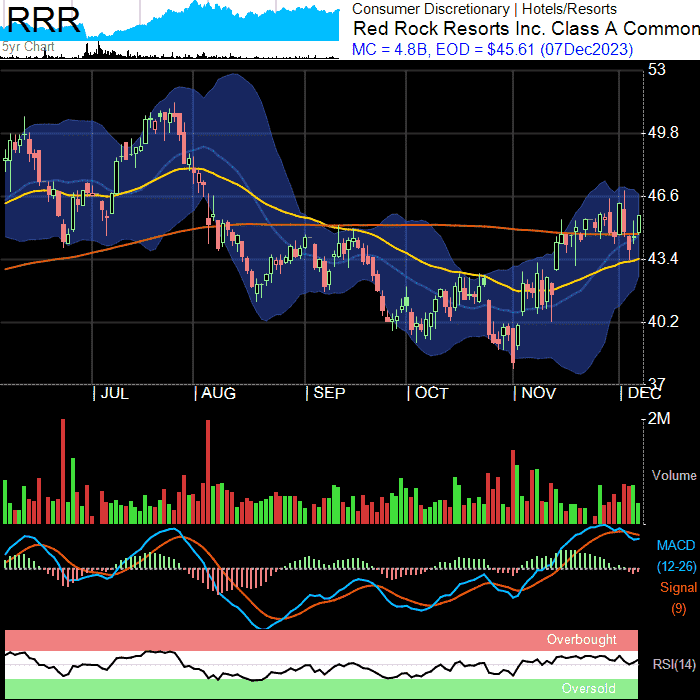 RRR
5yr Chart
Consumer Discretionary | Hotels/Resorts
Red Rock Resorts Inc. Class A Common
MC = 4.8B, EOD = $45.61 (07Dec2023)
53
49.8
46.6
43.4
40.2
37
JUL
AUG
SEP
OCT
NOV
DEC
2M
Volume
MACD
(12-26)
Signal
(9)
Overbought
RSI(14)
Oversold